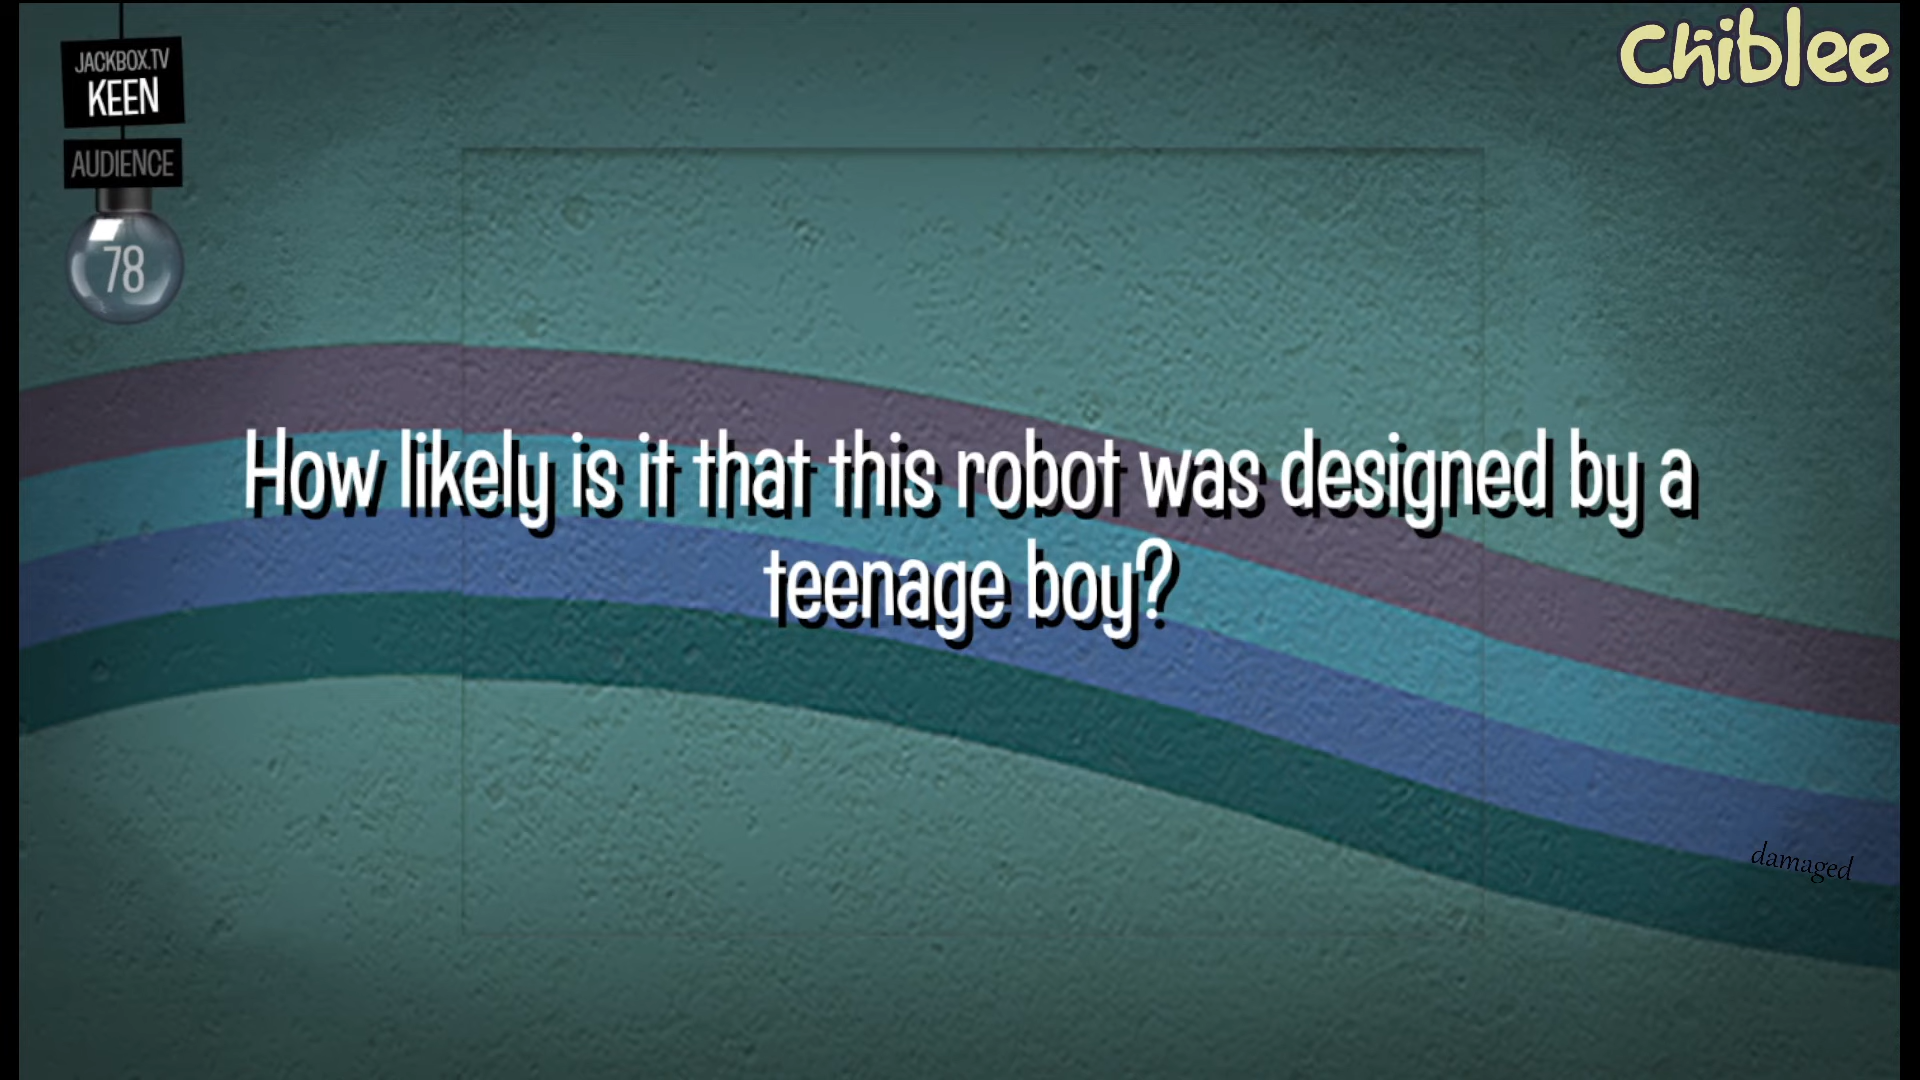 Chiblee
JACKBOX.TV
KEEN
AUDIENCE
78
How likely is it that this robot was designed by a
teenage boy?
damaged